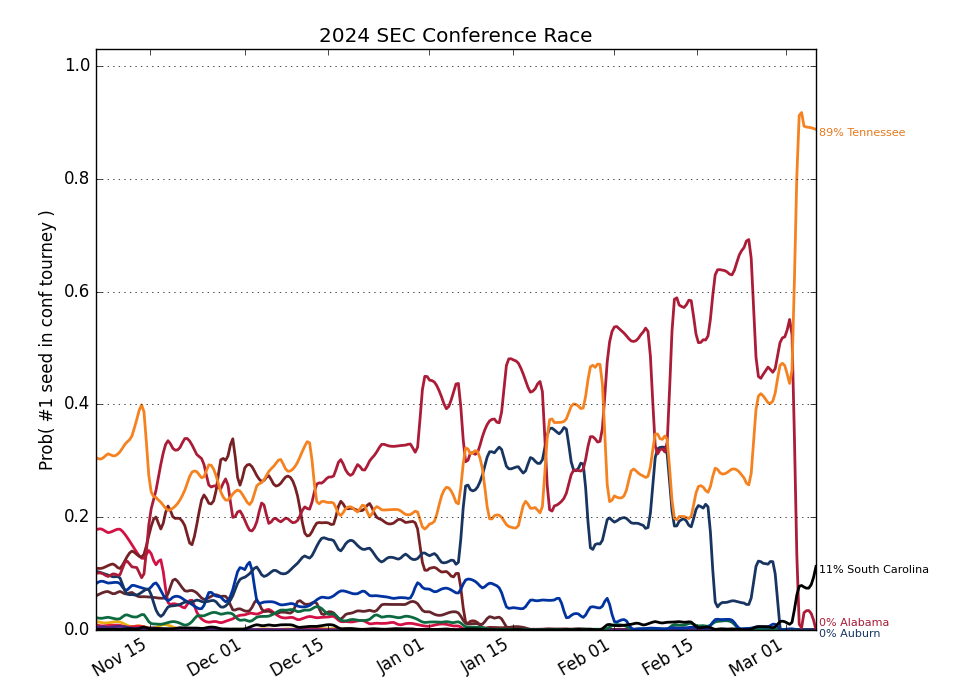 2024 SEC Conference Race
1.0
0.8
0.6
0.4
0.2
0.0
Prob( #1 seed in conf tourney )
89% Tennessee
11% South Carolina
0% Alabama
0% Auburn
Nov 15
Dec 01
Dec 15
Jan 01
Jan 15
Feb 01
Feb 15
Mar 01